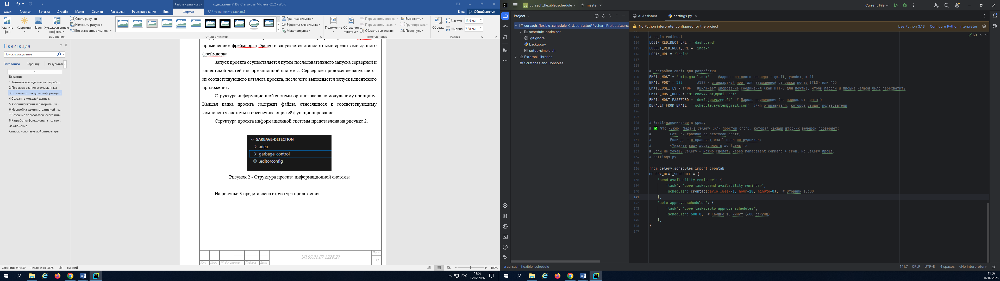 Работа с рисунками
содержание_УП05_Степанова_Милена_0202 - Word
Файл
Главная
Вставка
Дизайн
Макет
Ссылки
Рассылки
Рецензирование
Вид
Формат
Что вы хотите сделать?
Вход
Общий доступ
Удалить фон
Коррекция
Цвет
Художественные эффекты
Сжать рисунки
Изменить рисунок
Восстановить рисунок
Изменение
Стили рисунков
Граница рисунка
Эффекты для рисунка
Макет рисунка
Положение
Обтекание текстом
Переместить вперед
Переместить назад
Область выделения
Выровнять
Группировать
Повернуть
Упорядочение
Обрезка
Высота: 13,5 см
Ширина: 7,38 см
Размер
Навигация
Поиск в документе
Заголовки
Страницы
Результаты
Введение
1 Техническое задание на разрабо...
2 Проектирование схемы данных
3 Создание структуры информаци...
4 Создание моделей данных
5 Аутентификация и авторизация...
6 Настройка административной па...
7 Создание пользовательского инт...
8 Разработка функционала пользо...
Заключение
Список используемой литературы
применением фреймворка Django и запускается стандартными средствами данного
фреймворка.
Запуск проекта осуществляется путем последовательного запуска серверной и
клиентской частей информационной системы. Серверное приложение запускается
из соответствующего каталога проекта, после чего выполняется запуск клиентского
приложения.
Структура информационной системы организована по модульному принципу.
Каждая папка проекта содержит файлы, относящиеся к соответствующему
компоненту системы и обеспечивающие её функционирование.
Структура проекта информационной системы представлена на рисунке 2.
GARBAGE-DETECTION
.idea
garbage_control
.editorconfig
Рисунок 2 - Структура проекта информационной системы
На рисунке 3 представлена структура приложения.
Изм
Лист
№ Документа
Подпись
Дата
УП.09.02.07.222б.27
Лист
11
Страница 9 из 39
Число слов: 3875
русский
100%
РУС
11:06
02.02.2026
CS cursach_flexible_schedule
master
Current File
Project
cursach_flexible_schedule C:\Users\stud\PycharmProjects\cursa
schedule_optimizer
.gitignore
backup.py
setup-simple.sh
External Libraries
Scratches and Consoles
AI Assistant
settings.py
No Python interpreter configured for the project
Use Python 3.13
Configure Python interpreter
69
113 # Login redirect
114 LOGIN_REDIRECT_URL = 'dashboard'
115 LOGOUT_REDIRECT_URL = 'index'
116 LOGIN_URL = 'login'
117
118
119 # Настройки email для разработки
120 EMAIL_HOST = 'smtp.gmail.com' #адрес почтового сервера - gmail, yandex, mail
121 EMAIL_PORT = 587 #587 - стандартный порт для защищенной отправки почты (TLS) или 465
122 EMAIL_USE_TLS = True #Включает шифрование соединения (как HTTPS для почты), чтобы пароли и письма нельзя было перехватить
123 EMAIL_HOST_USER = 'milena9470st@gmail.com'
124 EMAIL_HOST_PASSWORD = 'dmwfojpsrxzrrtft' # Пароль приложения (не пароль от почты!)
125 DEFAULT_FROM_EMAIL = 'schedule.system@gmail.com' #Имя отправителя, которое увидят пользователи
126
127
128 # Email-напоминание в среду
129 # ✅ Что нужно: Задача Celery (или простой cron), которая каждый вторник вечером проверяет:
130 # Есть ли графики со статусом draft,
131 # Если да — отправляет email всем сотрудникам:
132 # «Укажите вашу доступность до [день]!»
133 # Если не хочешь Celery — можно сделать через management command + cron, но Celery проще.
134 # settings.py
135
136 from celery.schedules import crontab
137 CELERY_BEAT_SCHEDULE = {
138 'send-availability-reminder': {
139 'task': 'core.tasks.send_availability_reminder',
140 'schedule': crontab(day_of_week=1, hour=18, minute=0), # Вторник 18:00
141 },
142 'auto-approve-schedules': {
143 'task': 'core.tasks.auto_approve_schedules',
144 'schedule': 600.0, # Каждые 10 минут (600 секунд)
145 },
146 }
147
cursach_flexible_schedule
141:7
CRLF
UTF-8
4 spaces
<No interpreter>
11:06
02.02.2026